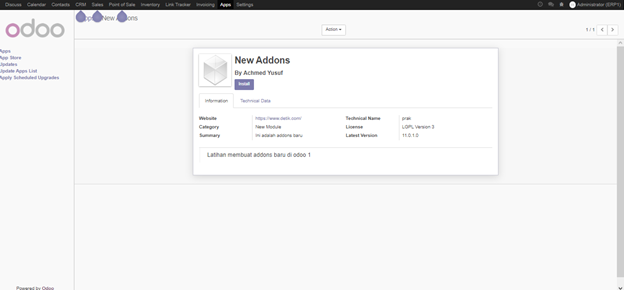 Discuss Calendar Contacts CRM Sales Point of Sale Inventory Link Tracker Invoicing Apps Settings Administrator (ERP1)
New Addons
odoo
Action
1 / 1
Apps
App Store
Updates
Update Apps List
Apply Scheduled Upgrades
New Addons
By Achmed Yusuf
Install
Information Technical Data
Website https://www.detik.com/ Technical Name prak
Category New Module License LGPL Version 3
Summary Ini adalah addons baru Latest Version 11.0.1.0
Latihan membuat addons baru di odoo 1
Powered by Odoo